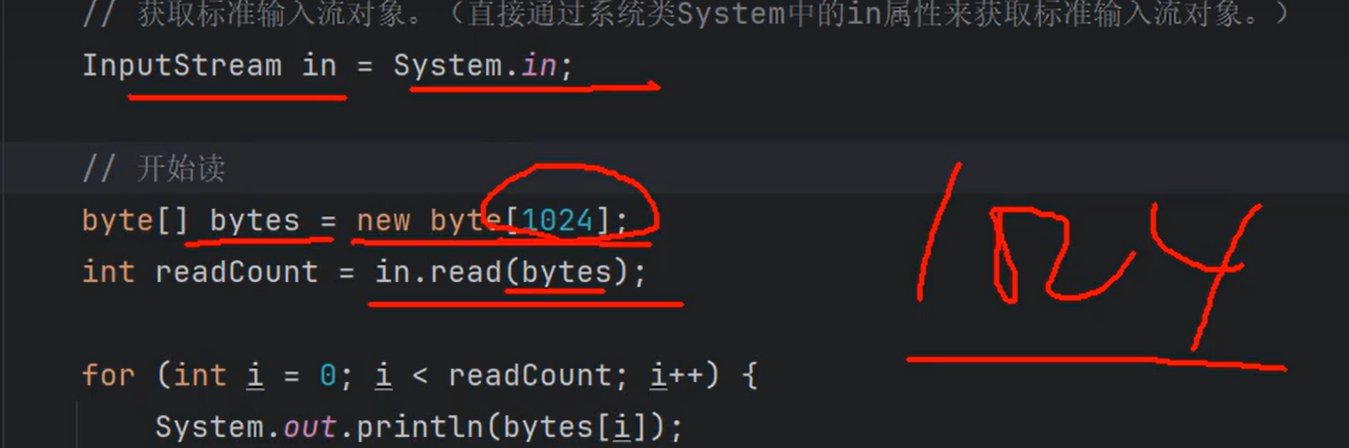 // 获取标准输入流对象。（直接通过系统类System中的in属性来获取标准输入流对象。）
InputStream in = System.in;
// 开始读
byte[] bytes = new byte[1024];
int readCount = in.read(bytes);
1024
for (int i = 0; i < readCount; i++) {
System.out.println(bytes[i]);